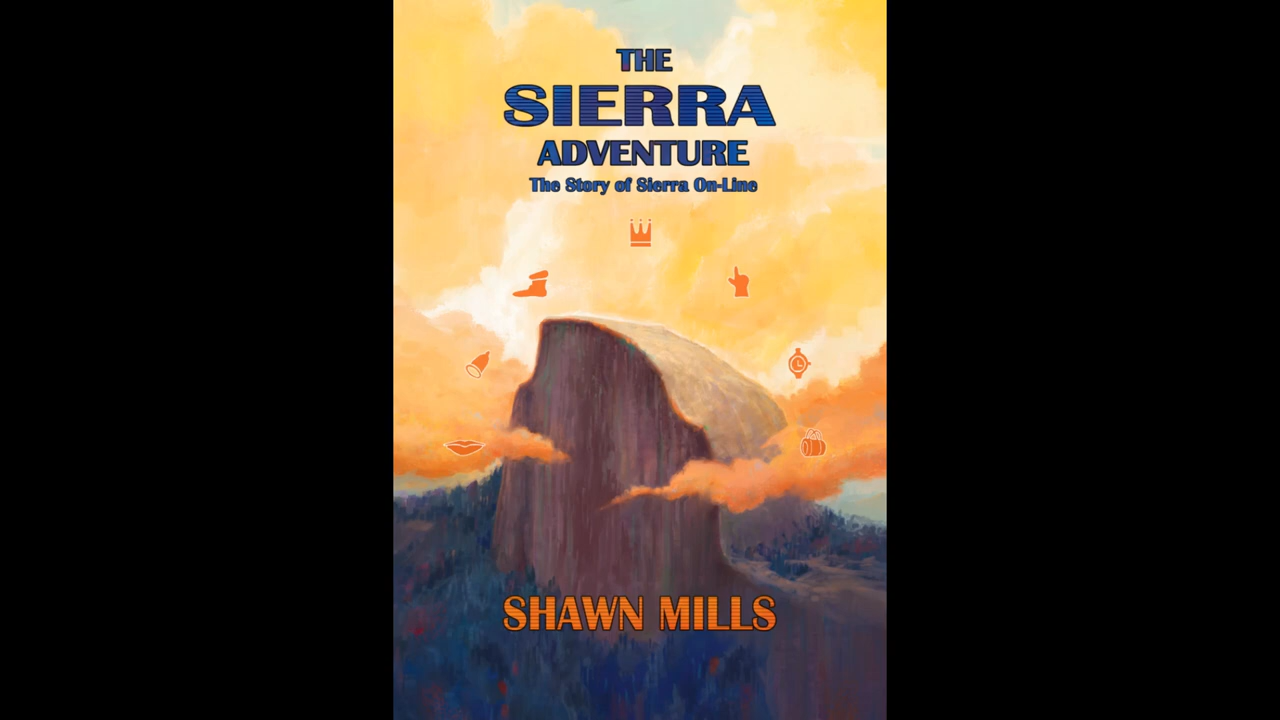 THE
SIERRA
ADVENTURE
The Story of Sierra On-Line
SHAWN MILLS